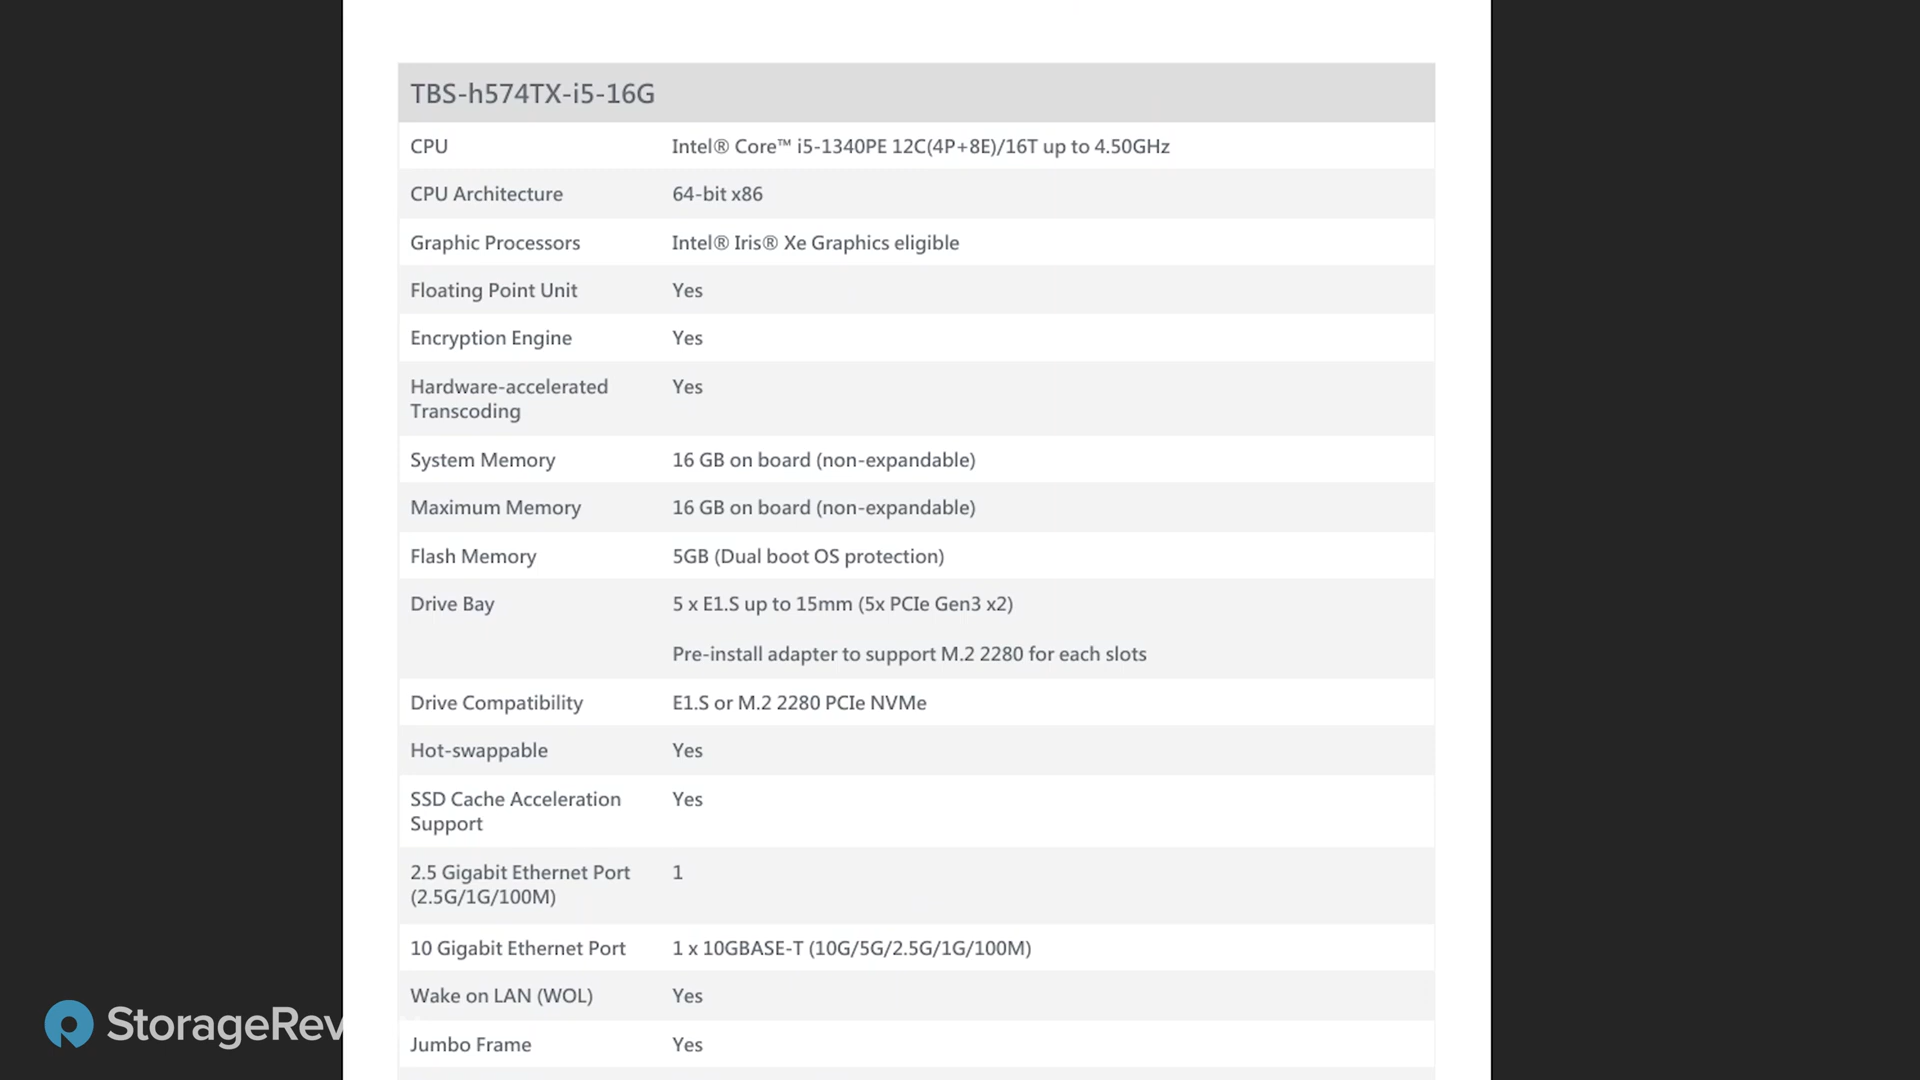 TBS-h574TX-i5-16G
CPU Intel® Core™ i5-1340PE 12C(4P+8E)/16T up to 4.50GHz
CPU Architecture 64-bit x86
Graphic Processors Intel® Iris® Xe Graphics eligible
Floating Point Unit Yes
Encryption Engine Yes
Hardware-accelerated Yes
Transcoding
System Memory 16 GB on board (non-expandable)
Maximum Memory 16 GB on board (non-expandable)
Flash Memory 5GB (Dual boot OS protection)
Drive Bay 5 x E1.S up to 15mm (5x PCIe Gen3 x2)
Pre-install adapter to support M.2 2280 for each slots
Drive Compatibility E1.S or M.2 2280 PCIe NVMe
Hot-swappable Yes
SSD Cache Acceleration Yes
Support
2.5 Gigabit Ethernet Port 1
(2.5G/1G/100M)
10 Gigabit Ethernet Port 1 x 10GBASE-T (10G/5G/2.5G/1G/100M)
Wake on LAN (WOL) Yes
StorageRev
Jumbo Frame Yes